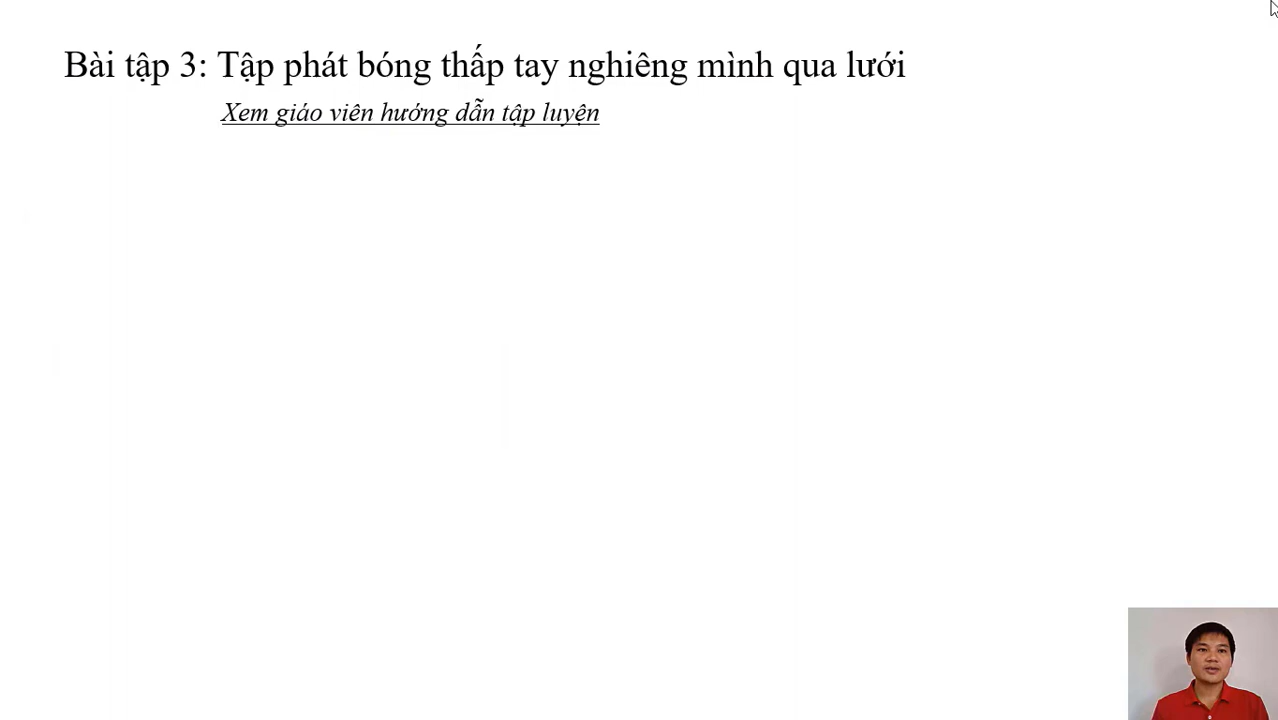 Bài tập 3: Tập phát bóng thấp tay nghiêng mình qua lưới
Xem giáo viên hướng dẫn tập luyện